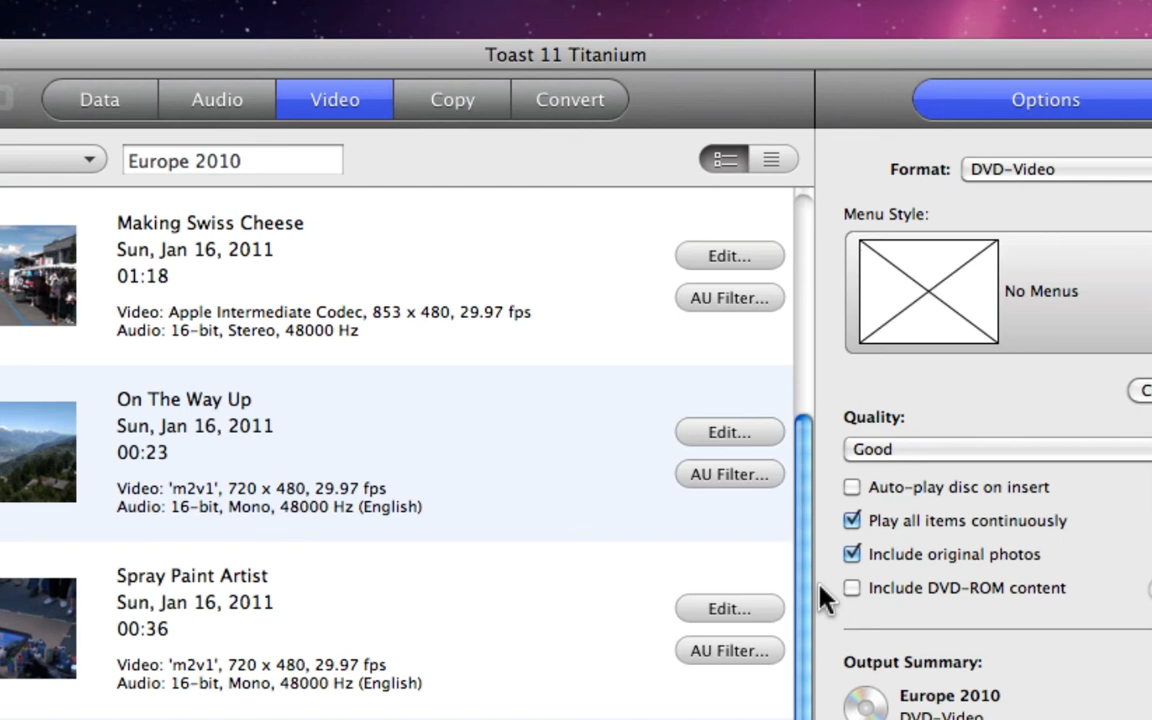 Toast 11 Titanium
Data
Audio
Video
Copy
Convert
Options
Europe 2010
Format:
DVD-Video
Menu Style:
No Menus
Making Swiss Cheese
Sun, Jan 16, 2011
01:18
Video: Apple Intermediate Codec, 853 x 480, 29.97 fps
Audio: 16-bit, Stereo, 48000 Hz
Edit...
AU Filter...
On The Way Up
Sun, Jan 16, 2011
00:23
Video: 'm2v1', 720 x 480, 29.97 fps
Audio: 16-bit, Mono, 48000 Hz (English)
Edit...
AU Filter...
Spray Paint Artist
Sun, Jan 16, 2011
00:36
Video: 'm2v1', 720 x 480, 29.97 fps
Audio: 16-bit, Mono, 48000 Hz (English)
Edit...
AU Filter...
C
Quality:
Good
Auto-play disc on insert
Play all items continuously
Include original photos
Include DVD-ROM content
Output Summary:
Europe 2010
DVD-Video